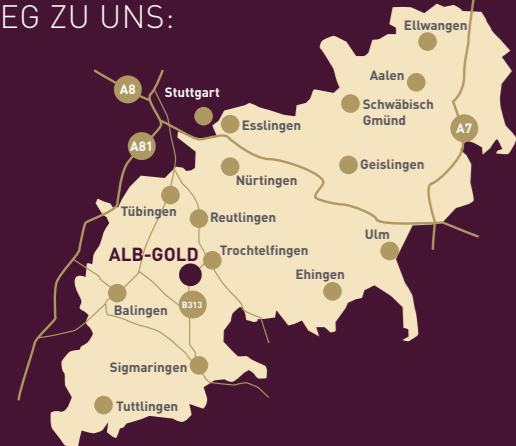 EG ZU UNS:
Ellwangen
A8
Aalen
Stuttgart
Schwäbisch
Gmünd
Esslingen
A7
A81
Geislingen
Nürtingen
Tübingen
Reutlingen
Ulm
ALB-GOLD
Trochtelfingen
Ehingen
B313
Balingen
Sigmaringen
Tuttlingen